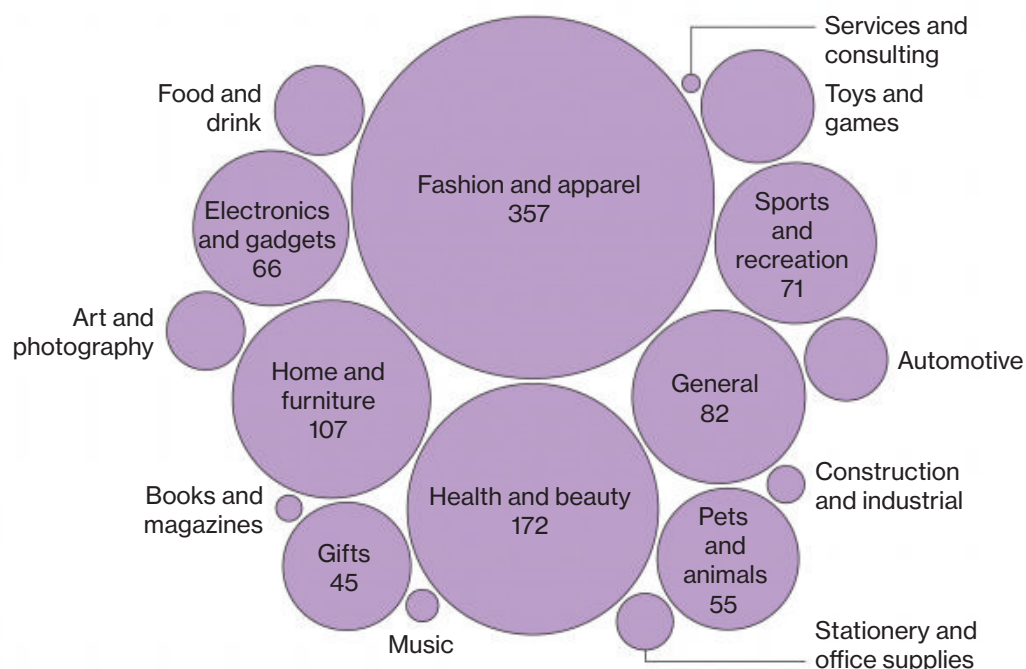 Services and
consulting
Food and
drink
Toys and
games
Fashion and apparel
357
Electronics
and gadgets
66
Sports
and
recreation
71
Art and
photography
Home and
furniture
107
General
82
Automotive
Books and
magazines
Health and beauty
172
Construction
and industrial
Gifts
45
Pets
and
animals
55
Music
Stationery and
office supplies